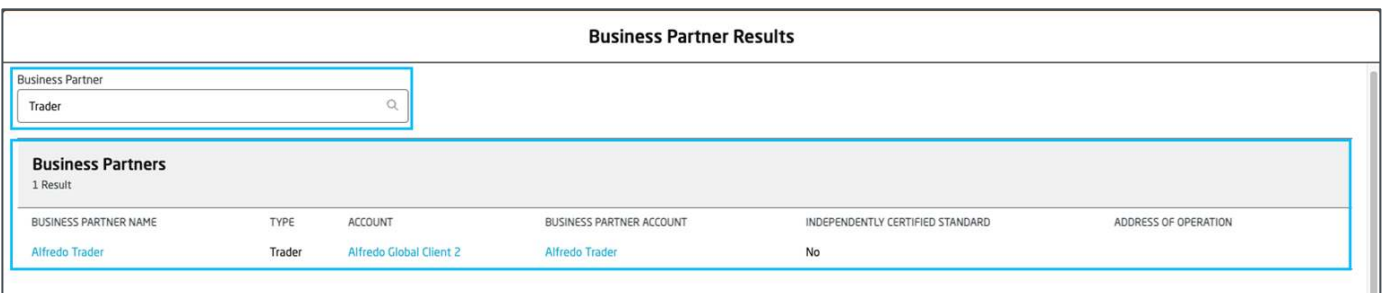 Business Partner Results
Business Partner
Trader
Business Partners
1 Result
BUSINESS PARTNER NAME TYPE ACCOUNT BUSINESS PARTNER ACCOUNT INDEPENDENTLY CERTIFIED STANDARD ADDRESS OF OPERATION
Alfredo Trader Trader Alfredo Global Client 2 Alfredo Trader No